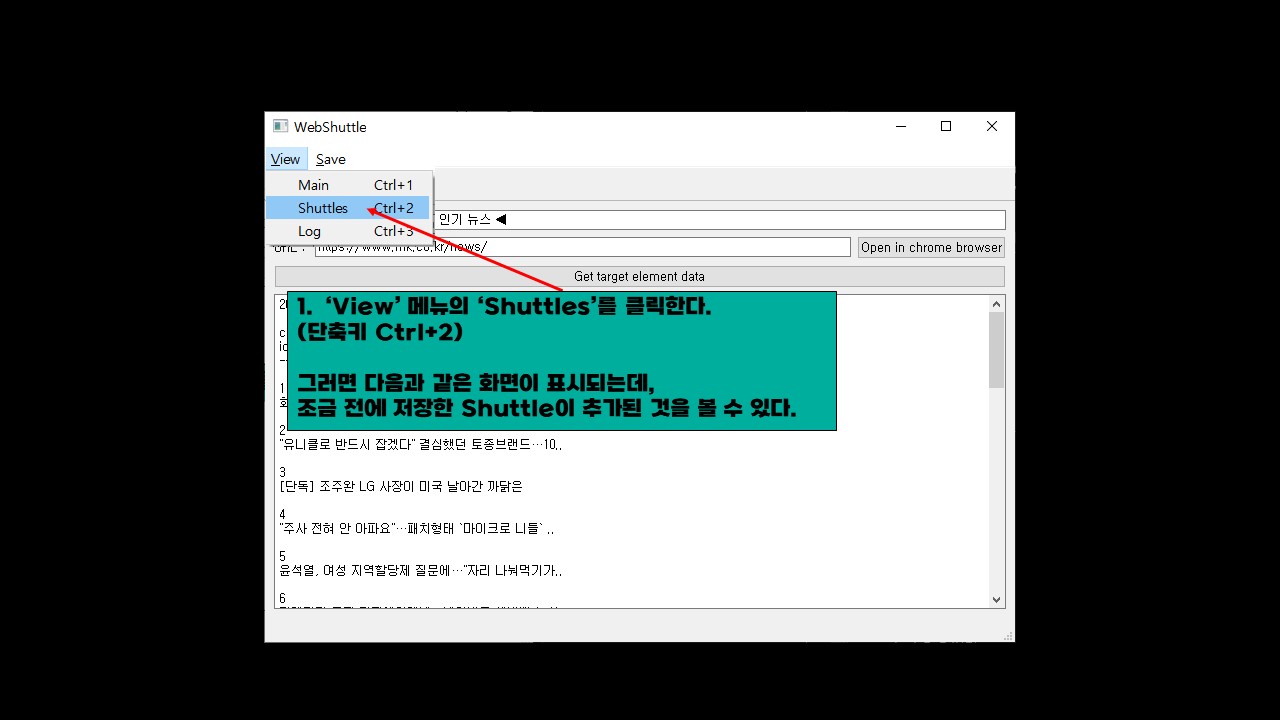 WebShuttle
View Save
Main Ctrl+1
Shuttles Ctrl+2
Log Ctrl+3
인기 뉴스 ◀
https://www.mk.co.kr/news/
Open in chrome browser
Get target element data
1. ‘View’ 메뉴의 ‘Shuttles’를 클릭한다.
(단축키 Ctrl+2)
그러면 다음과 같은 화면이 표시되는데,
조금 전에 저장한 Shuttle이 추가된 것을 볼 수 있다.
2
"유니클로 반드시 잡겠다" 결심했던 토종브랜드…10..
3
[단독] 조주완 LG 사장이 미국 날아간 까닭은
4
"주사 전혀 안 아파요"…패치형태 `마이크로 니들` ..
5
윤석열, 여성 지역할당제 질문에…"자리 나눠먹기가..
6